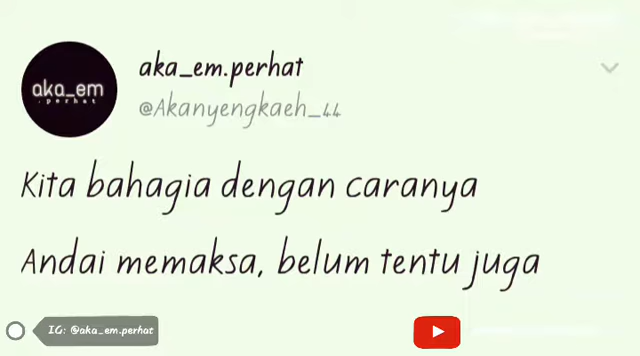 aka_em
.perhat
aka_em.perhat
@Akanyengkaeh_44
Kita bahagia dengan caranya
Andai memaksa, belum tentu juga
IG: @aka_em.perhat